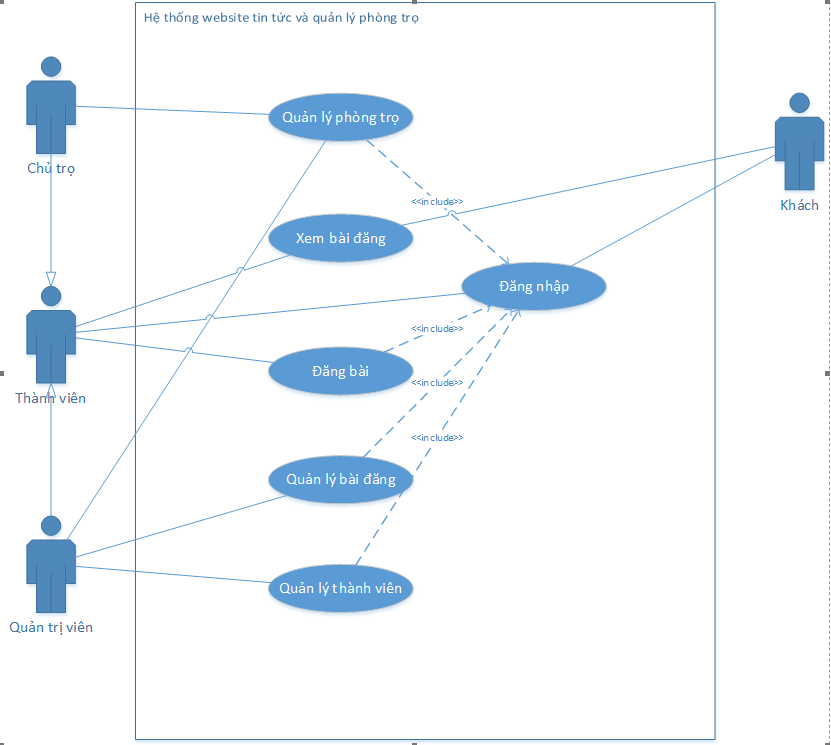 Hệ thống website tin tức và quản lý phòng trọ
Quản lý phòng trọ
Chủ trọ
<<include>>
Khách
Xem bài đăng
Đăng nhập
<<include>>
Đăng bài
<<include>>
Thành viên
<<include>>
Quản lý bài đăng
Quản lý thành viên
Quản trị viên